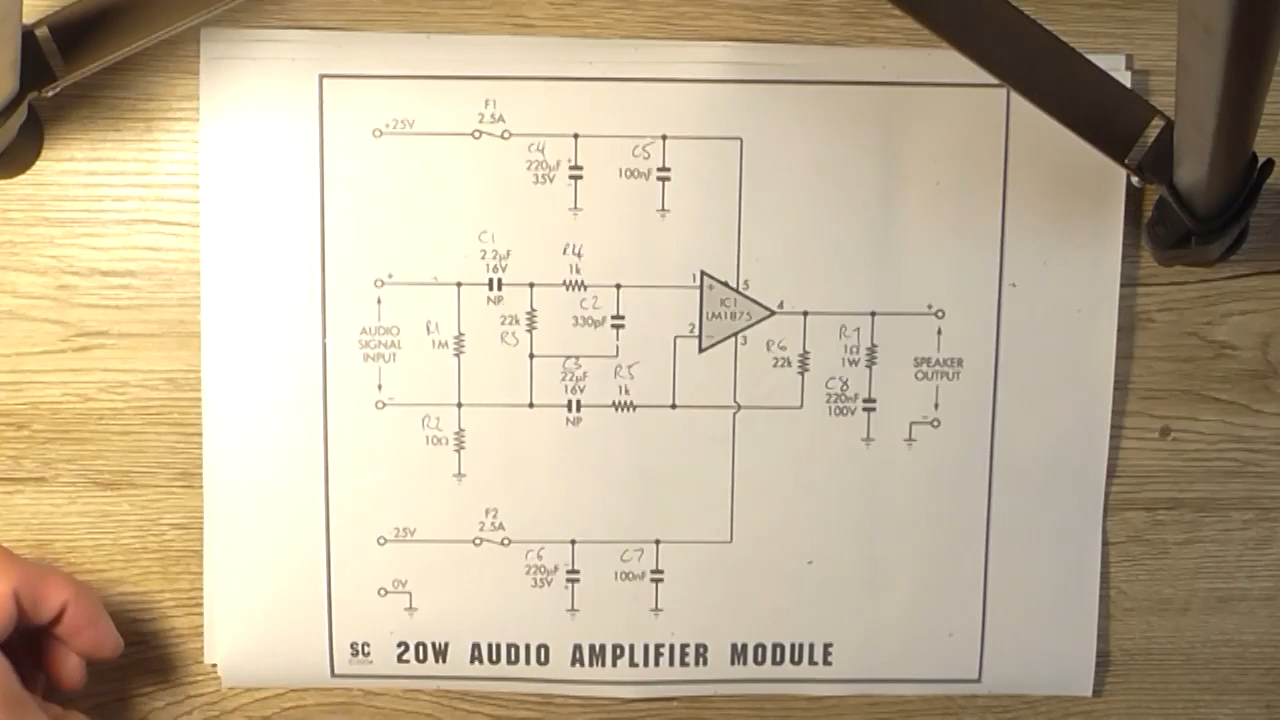 F1
2.5A
+25V
C4
220µF
35V
C5
100nF
C1
2.2µF
16V
NP
R4
1k
C2
330pF
22k
R3
+
AUDIO
SIGNAL
INPUT
−
R1
1M
R2
10Ω
C3
22µF
16V
NP
R5
1k
1
2
+
−
IC1
LM1875
5
4
3
R6
22k
R7
1Ω
1W
C8
220nF
100V
+
SPEAKER
OUTPUT
−
F2
2.5A
25V
C6
220µF
35V
C7
100nF
0V
SC
20W AUDIO AMPLIFIER MODULE